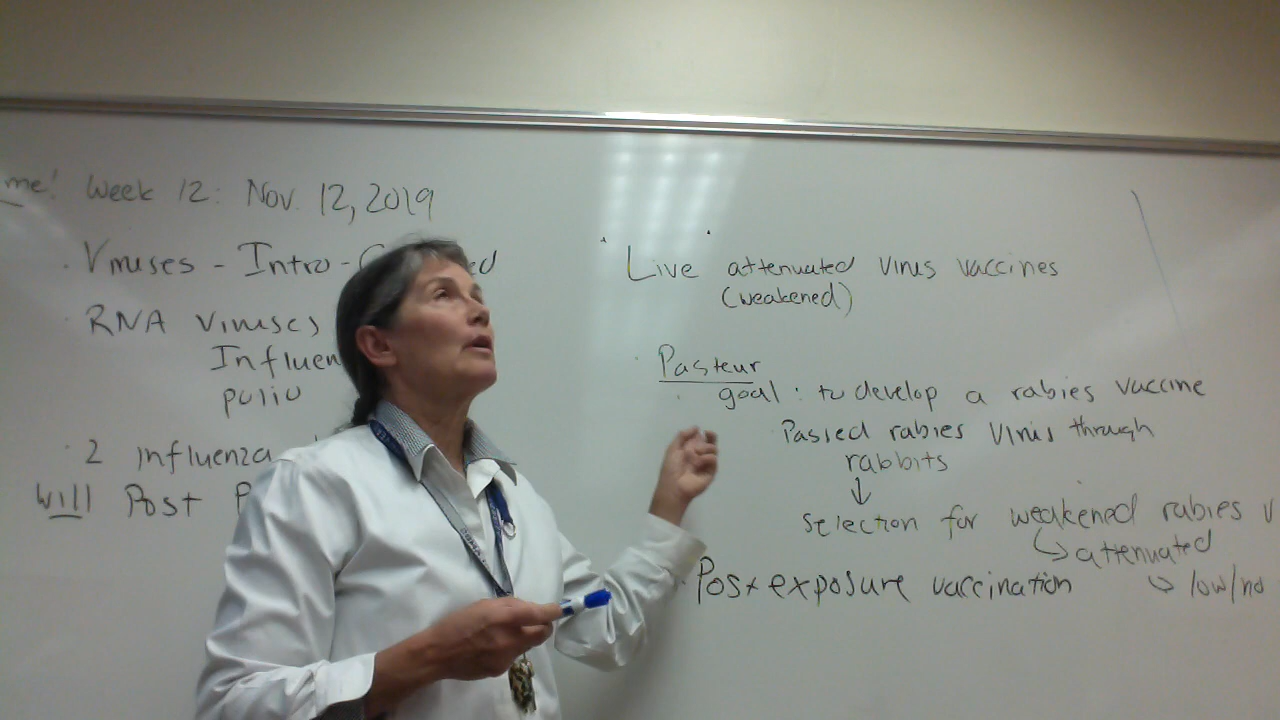 me! Week 12: Nov. 12, 2019
Viruses - Intro -
RNA viruses
Influen
polio
2 influenza
Will Post P
Live attenuated virus vaccines
(weakened)
Pasteur
goal: to develop a rabies vaccine
Passed rabies virus through
rabbits
↓
selection for weakened rabies v
↳ attenuated
↳ low/no
Post exposure vaccination